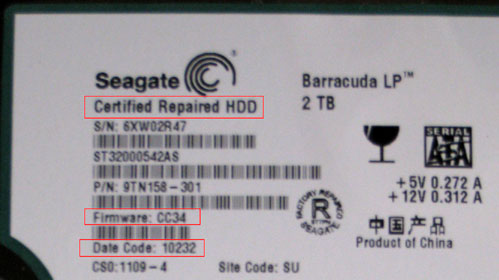 Seagate
Barracuda LP™
Certified Repaired HDD
2 TB
S/N: 6XW02R47
ST32000542AS
SERIAL
SATA
P/N: 9TN158-301
+5V 0.272 A
+12V 0.312 A
Firmware: CC34
FACTORY REPAIRED
R
SEAGATE
中国产品
Product of China
Date Code: 10232
CSO:1109-4
Site Code: SU